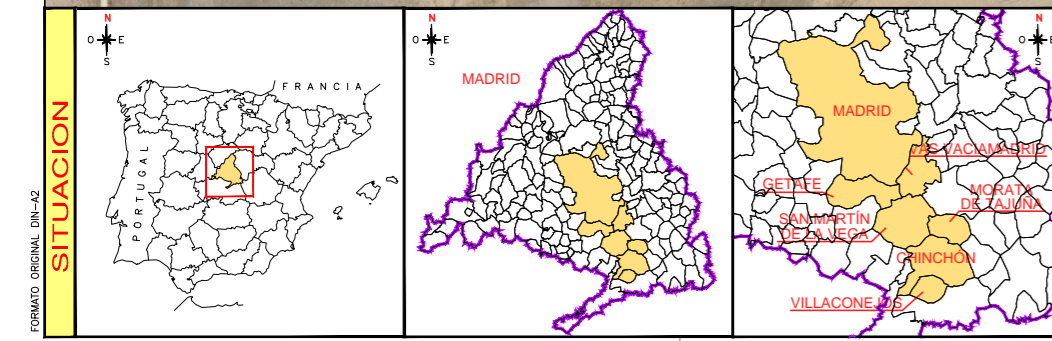 FORMATO ORIGINAL DIN-A2
SITUACION
N
O E
S
FRANCIA
PORTUGAL
N
O E
S
MADRID
N
O E
S
MADRID
VAS-VACIAMADRID
GETAFE
MORATA
DE TAJUÑA
SAN MARTÍN
DE LA VEGA
CHINCHÓN
VILLACONEJOS